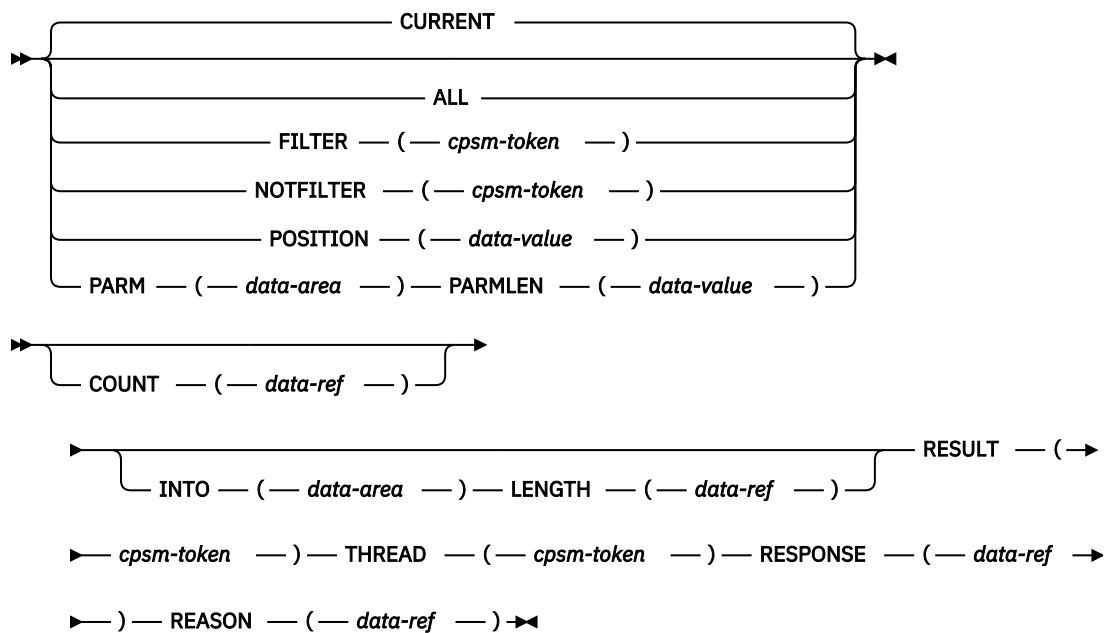 CURRENT
ALL
FILTER ( cpsm-token )
NOTFILTER ( cpsm-token )
POSITION ( data-value )
PARM ( data-area ) PARMLEN ( data-value )
COUNT ( data-ref )
RESULT (
INTO ( data-area ) LENGTH ( data-ref )
cpsm-token ) THREAD ( cpsm-token ) RESPONSE ( data-ref
) REASON ( data-ref )